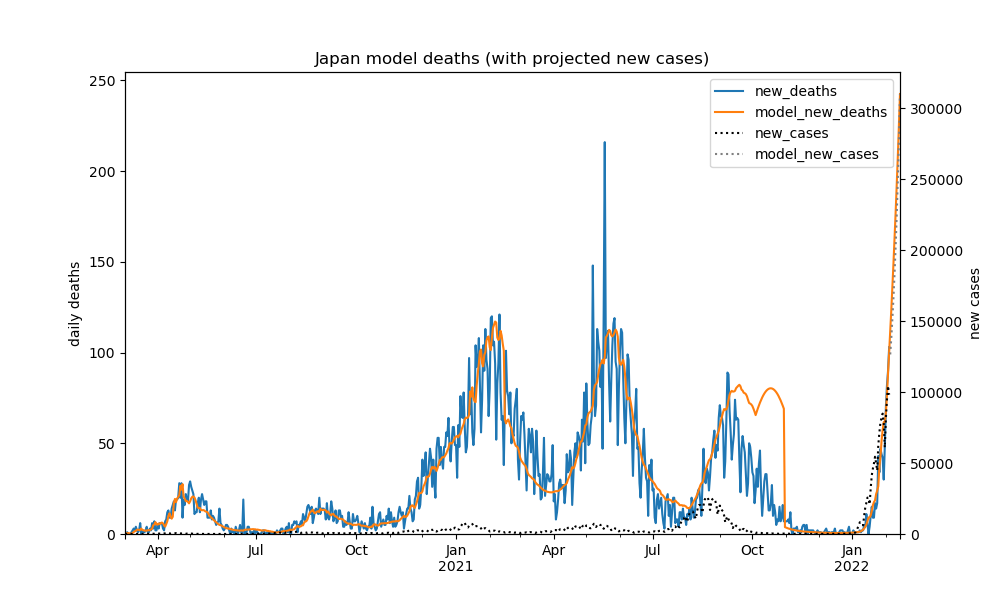 Japan model deaths (with projected new cases)
250
200
150
100
50
0
daily deaths
new_deaths
model_new_deaths
new_cases
model_new_cases
300000
250000
200000
150000
100000
50000
0
new cases
Apr Jul Oct Jan Apr Jul Oct Jan
2021 2022